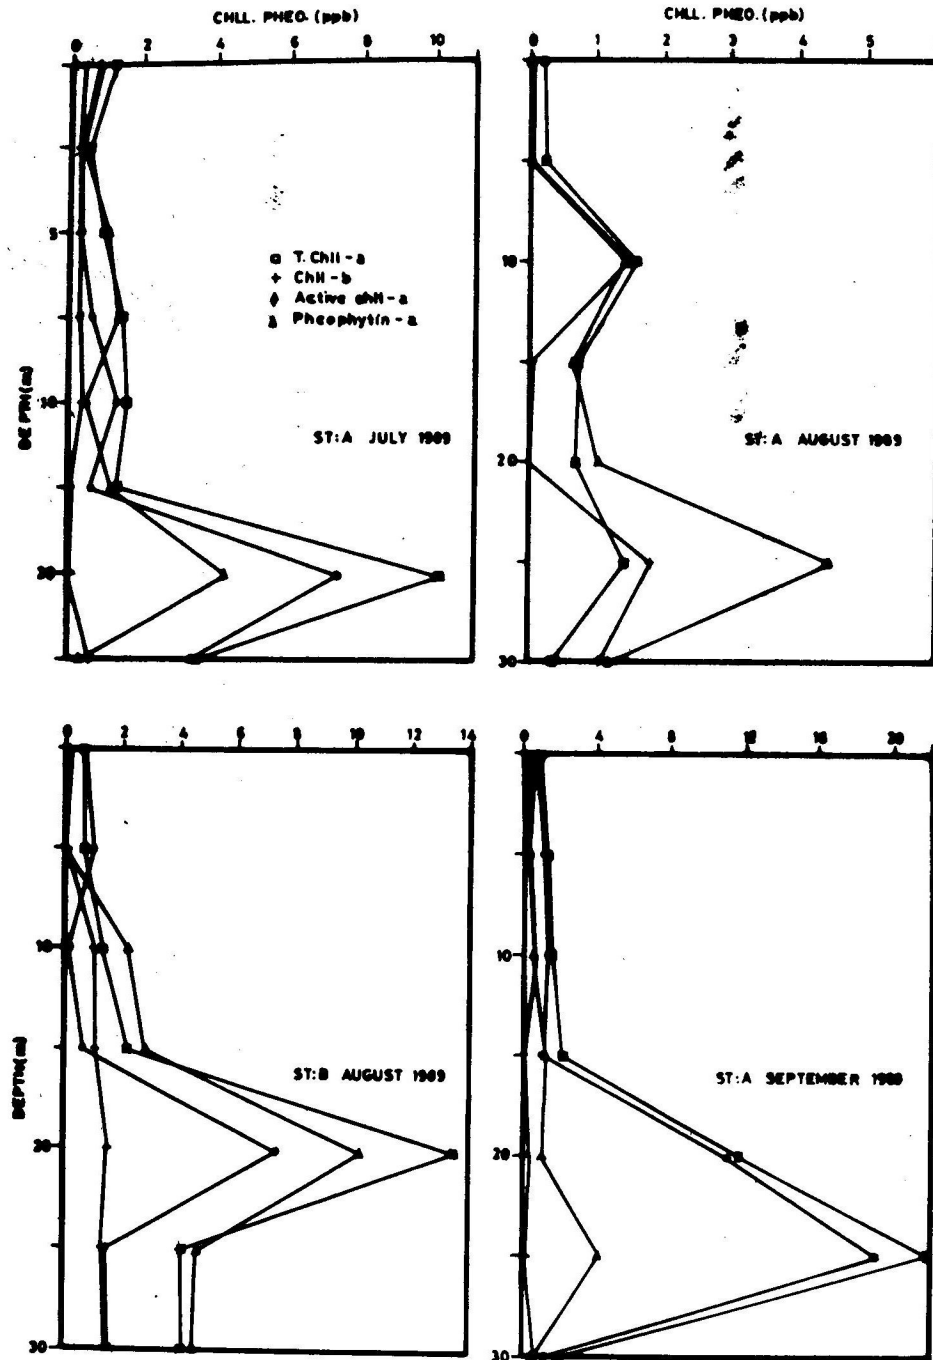 CHLL. PHEO. (ppb)
0 2 4 6 8 10
5
10
20
DEPTH(m)
T. Chll-a
Chll-b
Active chll-a
Pheophytin-a
ST:A JULY 1989
CHLL. PHEO. (ppb)
0 1 2 3 4 5
10
20
30
ST:A AUGUST 1989
0 2 4 6 8 10 12 14
10
20
30
DEPTH(m)
ST:B AUGUST 1989
0 4 8 12 16 20
10
20
30
ST:A SEPTEMBER